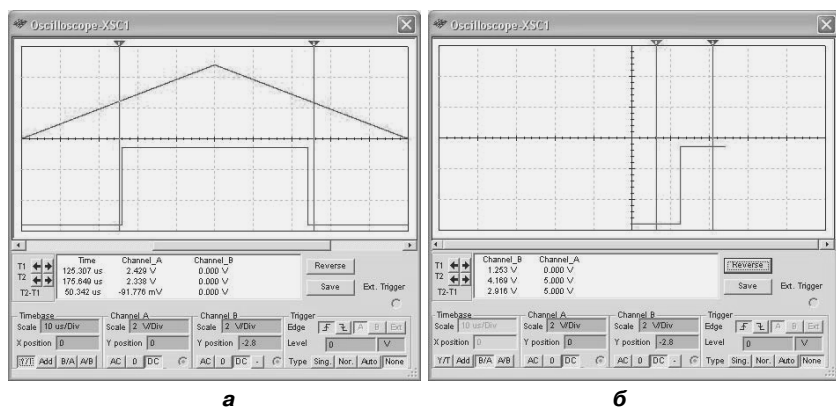 Oscilloscope-XSC1
T1
T2
T2-T1
Time Channel_A Channel_B
125.307 us 2.429 V 0.000 V
175.649 us 2.338 V 0.000 V
50.342 us -91.776 mV 0.000 V
Reverse
Save
Ext. Trigger
Timebase
Scale 10 us/Div
X position 0
Y/T Add B/A A/B
Channel A
Scale 2 V/Div
Y position 0
AC 0 DC
Channel B
Scale 2 V/Div
Y position -2.8
AC 0 DC -
Trigger
Edge A B Ext
Level 0 V
Type Sing. Nor. Auto None
а
Oscilloscope-XSC1
T1
T2
T2-T1
Channel_B Channel_A
1.253 V 0.000 V
4.169 V 5.000 V
2.916 V 5.000 V
Reverse
Save
Ext. Trigger
Timebase
Scale 10 us/Div
X position 0
Y/T Add B/A A/B
Channel A
Scale 2 V/Div
Y position 0
AC 0 DC
Channel B
Scale 2 V/Div
Y position -2.8
AC 0 DC -
Trigger
Edge A B Ext
Level 0 V
Type Sing. Nor. Auto None
б